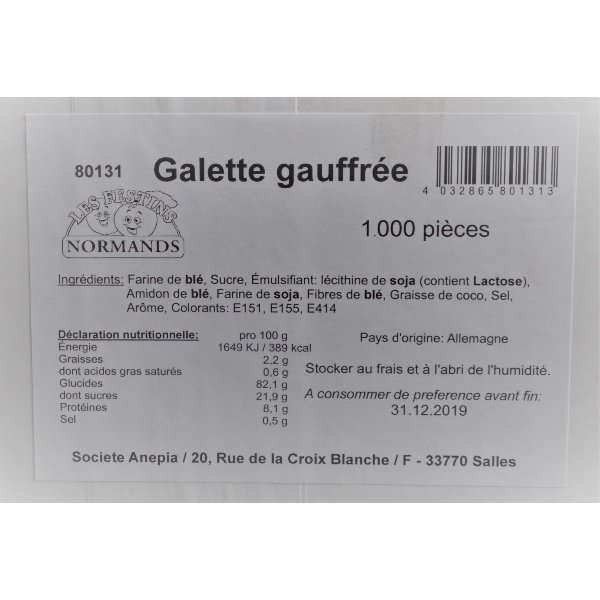 80131 Galette gauffrée
4 032865 801313
LES FESTINS
NORMANDS
1.000 pièces
Ingrédients: Farine de blé, Sucre, Émulsifiant: lécithine de soja (contient Lactose),
Amidon de blé, Farine de soja, Fibres de blé, Graisse de coco, Sel,
Arôme, Colorants: E151, E155, E414
Déclaration nutritionnelle: pro 100 g
Énergie 1649 KJ / 389 kcal
Graisses 2,2 g
dont acides gras saturés 0,6 g
Glucides 82,1 g
dont sucres 21,9 g
Protéines 8,1 g
Sel 0,5 g
Pays d'origine: Allemagne
Stocker au frais et à l'abri de l'humidité.
A consommer de preference avant fin:
31.12.2019
Societe Anepia / 20, Rue de la Croix Blanche / F - 33770 Salles